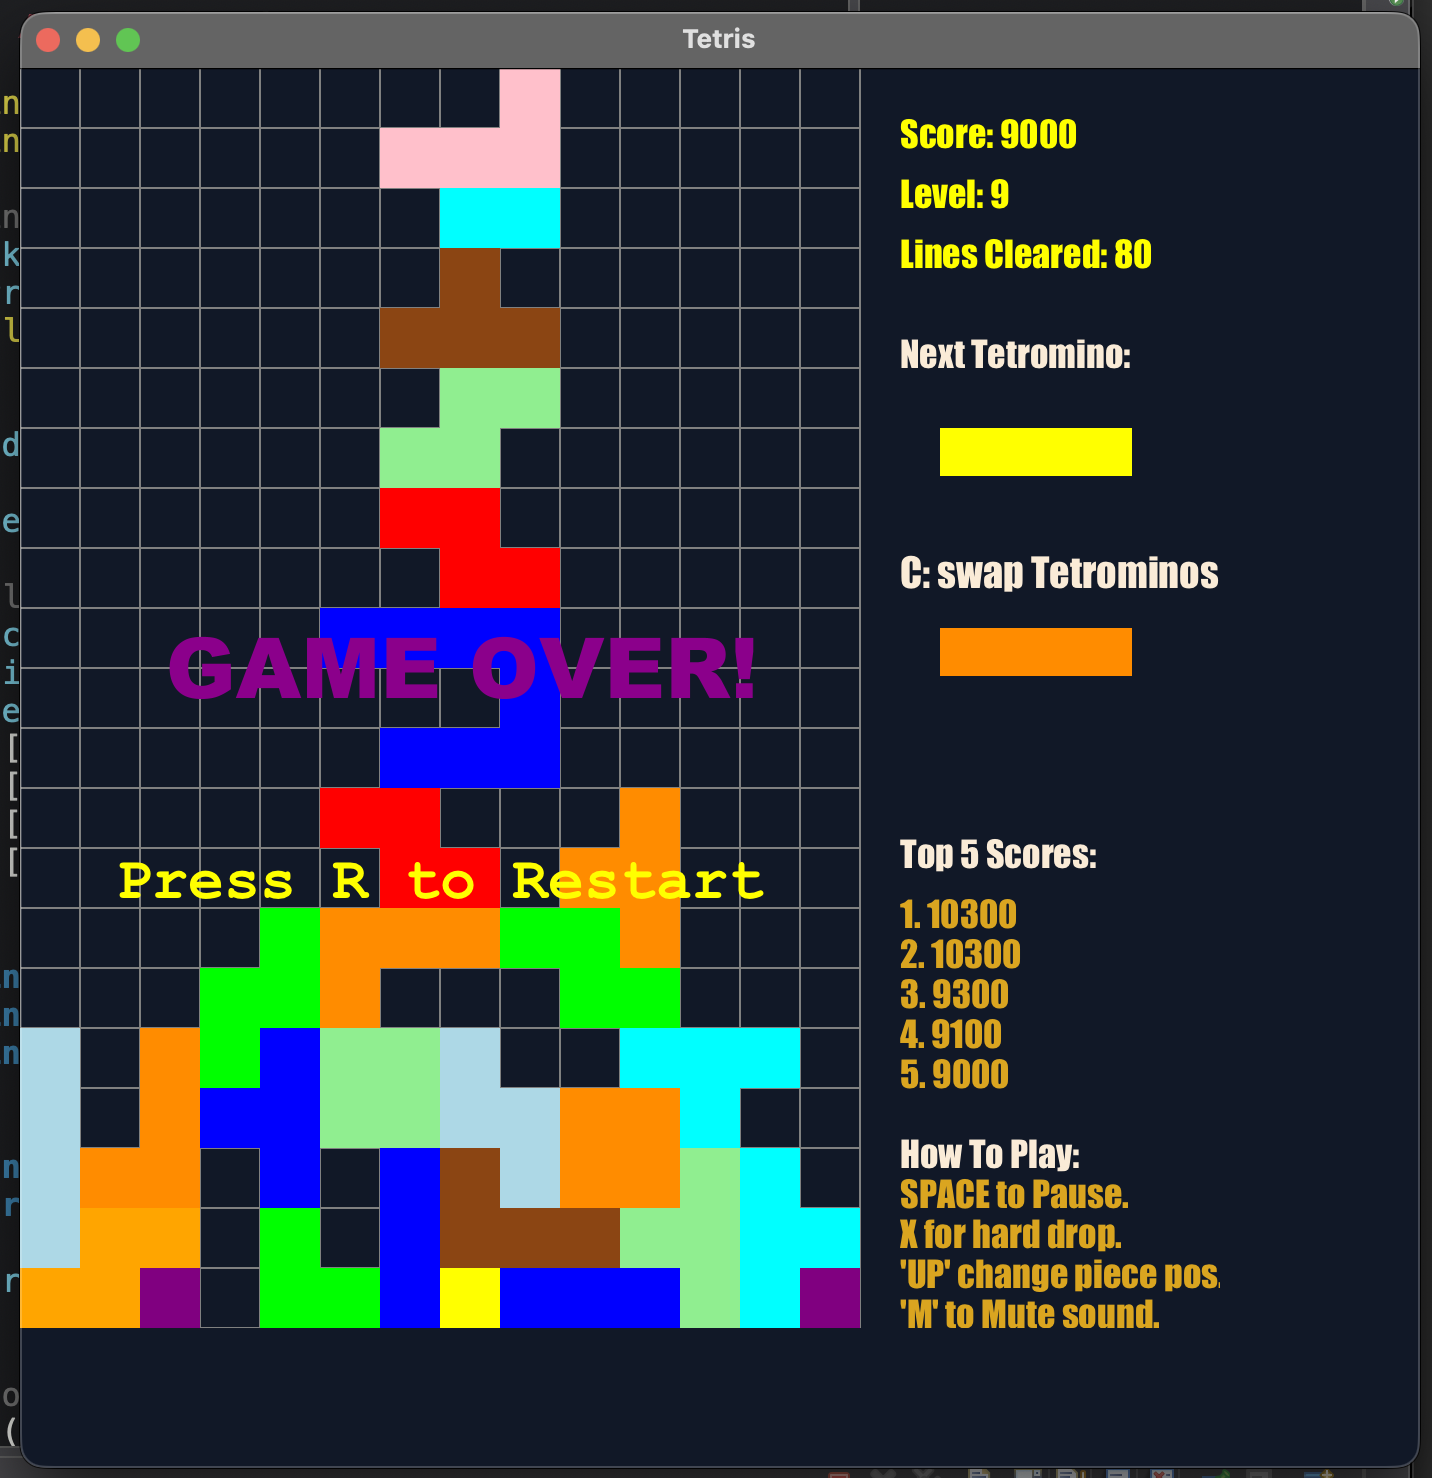 Tetris
Score: 9000
Level: 9
Lines Cleared: 80
Next Tetromino:
C: swap Tetrominos
GAME OVER!
Press R to Restart
Top 5 Scores:
1. 10300
2. 10300
3. 9300
4. 9100
5. 9000
How To Play:
SPACE to Pause.
X for hard drop.
'UP' change piece pos.
'M' to Mute sound.